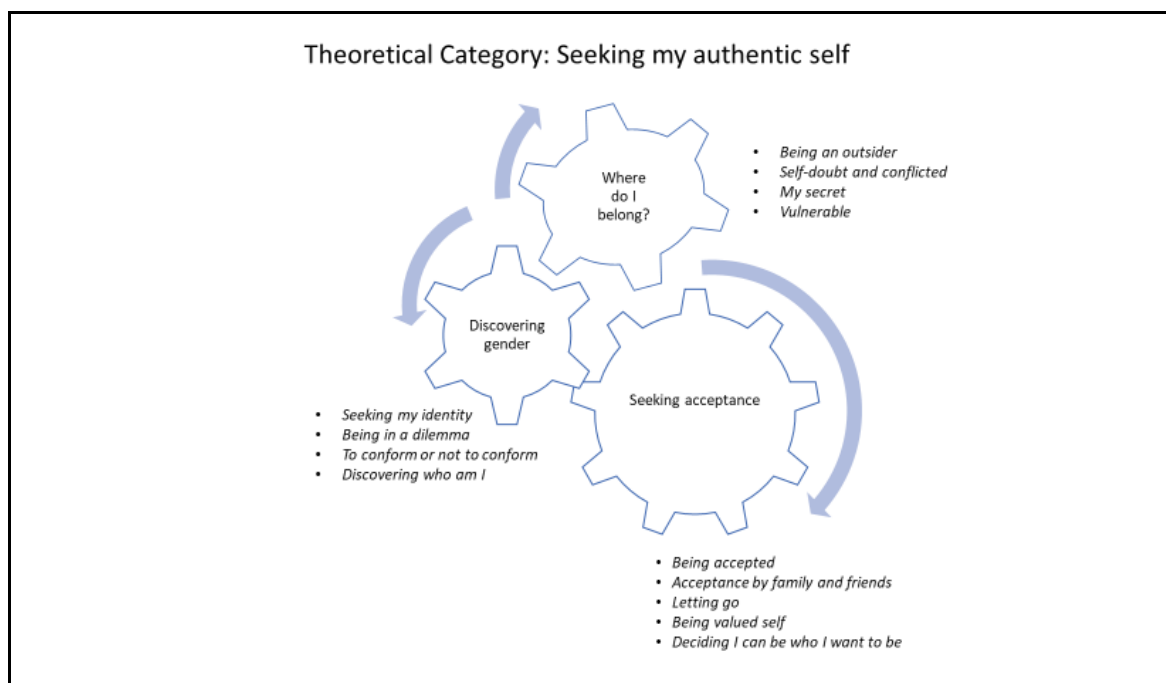 Theoretical Category: Seeking my authentic self
Where
do I
belong?
• Being an outsider
• Self-doubt and conflicted
• My secret
• Vulnerable
Discovering
gender
• Seeking my identity
• Being in a dilemma
• To conform or not to conform
• Discovering who am I
Seeking acceptance
• Being accepted
• Acceptance by family and friends
• Letting go
• Being valued self
• Deciding I can be who I want to be